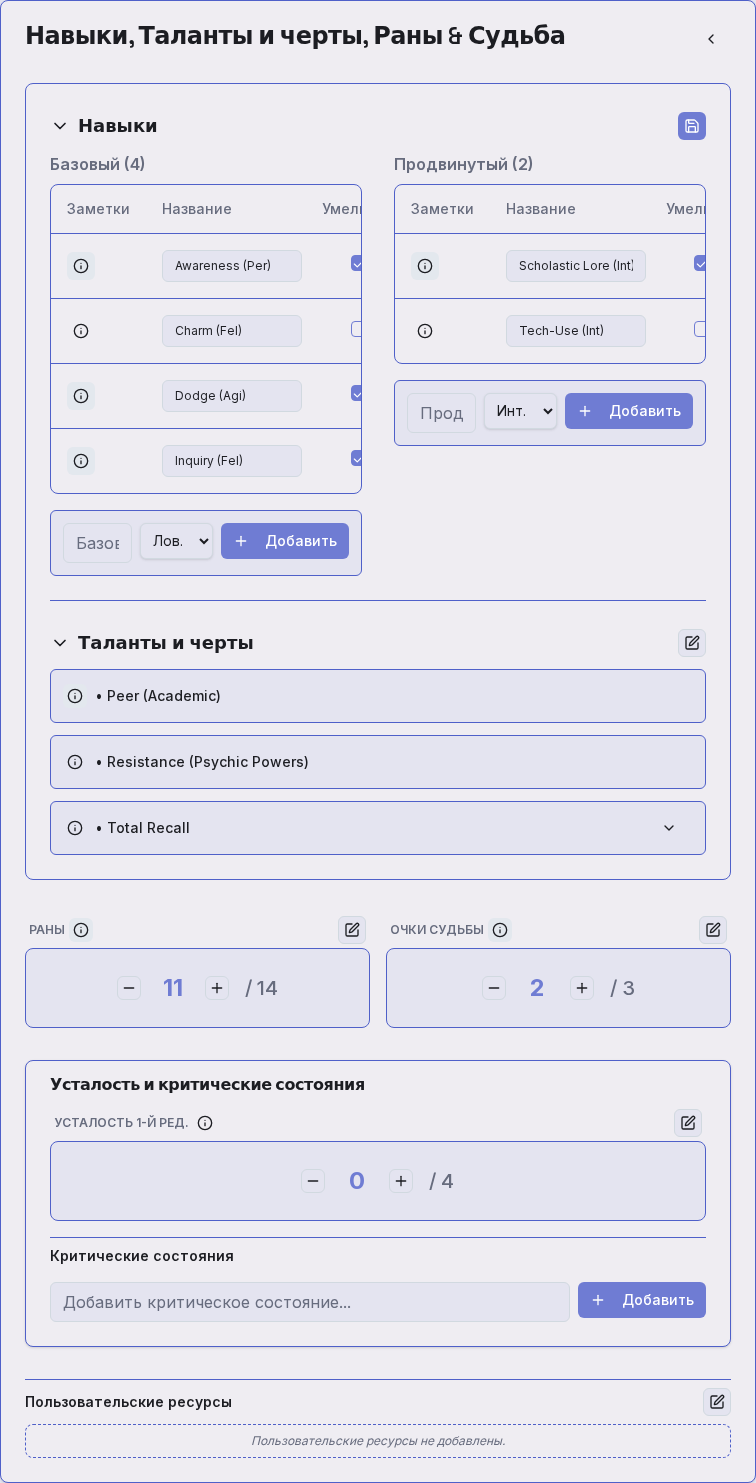 Навыки, Таланты и черты, Раны & Судьба
Навыки
Базовый (4)
Заметки Название
Awareness (Per)
Charm (Fel)
Dodge (Agi)
Inquiry (Fel)
Лов. Добавить
Продвинутый (2)
Заметки Название
Scholastic Lore (Int)
Tech-Use (Int)
Инт. Добавить
Таланты и черты
• Peer (Academic)
• Resistance (Psychic Powers)
• Total Recall
РАНЫ
11 / 14
ОЧКИ СУДЬБЫ
2 / 3
Усталость и критические состояния
УСТАЛОСТЬ 1-Й РЕД.
0 / 4
Критические состояния
Добавить критическое состояние... Добавить
Пользовательские ресурсы
Пользовательские ресурсы не добавлены.